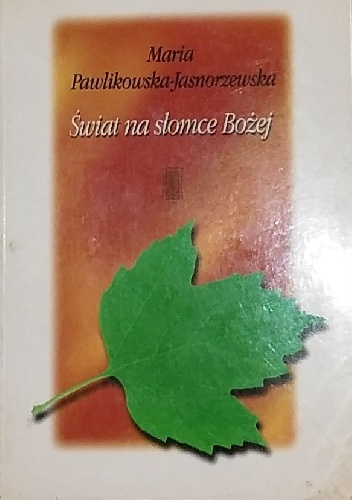 Maria
Pawlikowska-Jasnorzewska
Świat na słomce Bożej